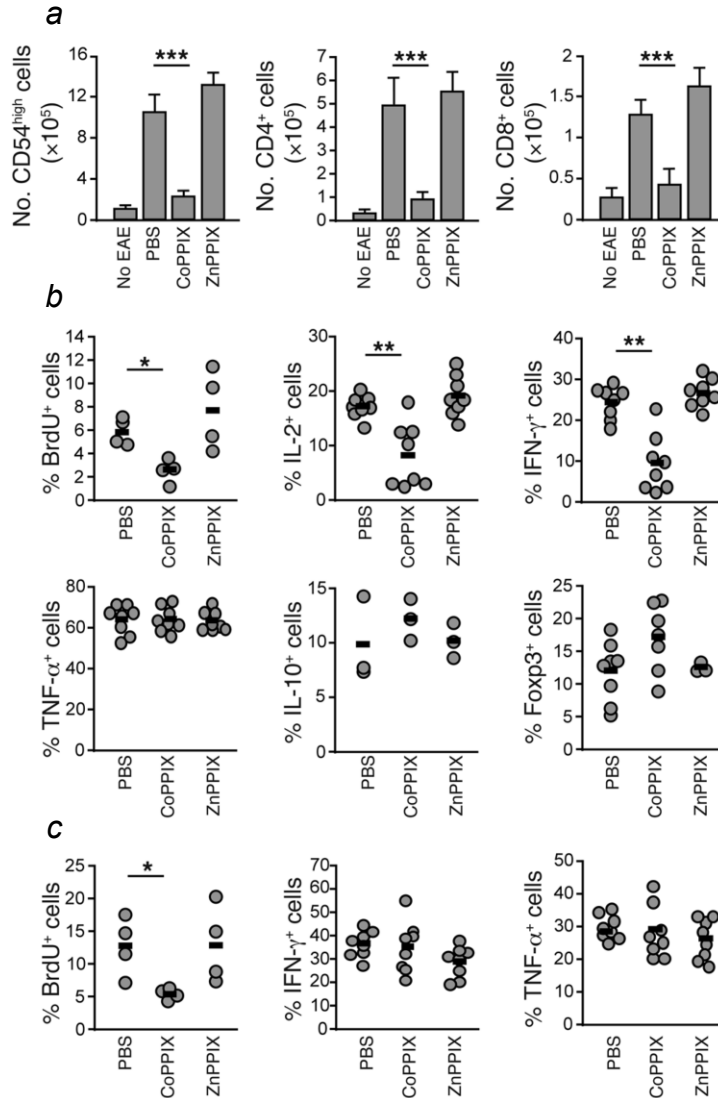 a
No. CD54high cells
(×10⁵)
16
12
8
4
0
***
No EAE
PBS
CoPPIX
ZnPPIX
No. CD4+ cells
(×10⁵)
7
6
5
4
3
2
1
0
***
No EAE
PBS
CoPPIX
ZnPPIX
No. CD8+ cells
(×10⁵)
2
1.5
1
0.5
0
***
No EAE
PBS
CoPPIX
ZnPPIX
b
% BrdU+ cells
14
12
10
8
6
4
2
0
*
PBS
CoPPIX
ZnPPIX
% IL-2+ cells
30
20
10
0
**
PBS
CoPPIX
ZnPPIX
% IFN-γ+ cells
40
30
20
10
0
**
PBS
CoPPIX
ZnPPIX
% TNF-α+ cells
80
60
40
20
0
PBS
CoPPIX
ZnPPIX
% IL-10+ cells
15
10
5
0
PBS
CoPPIX
ZnPPIX
% Foxp3+ cells
25
20
15
10
5
0
PBS
CoPPIX
ZnPPIX
c
% BrdU+ cells
25
20
15
10
5
0
*
PBS
CoPPIX
ZnPPIX
% IFN-γ+ cells
70
60
50
40
30
20
10
0
PBS
CoPPIX
ZnPPIX
% TNF-α+ cells
50
40
30
20
10
0
PBS
CoPPIX
ZnPPIX